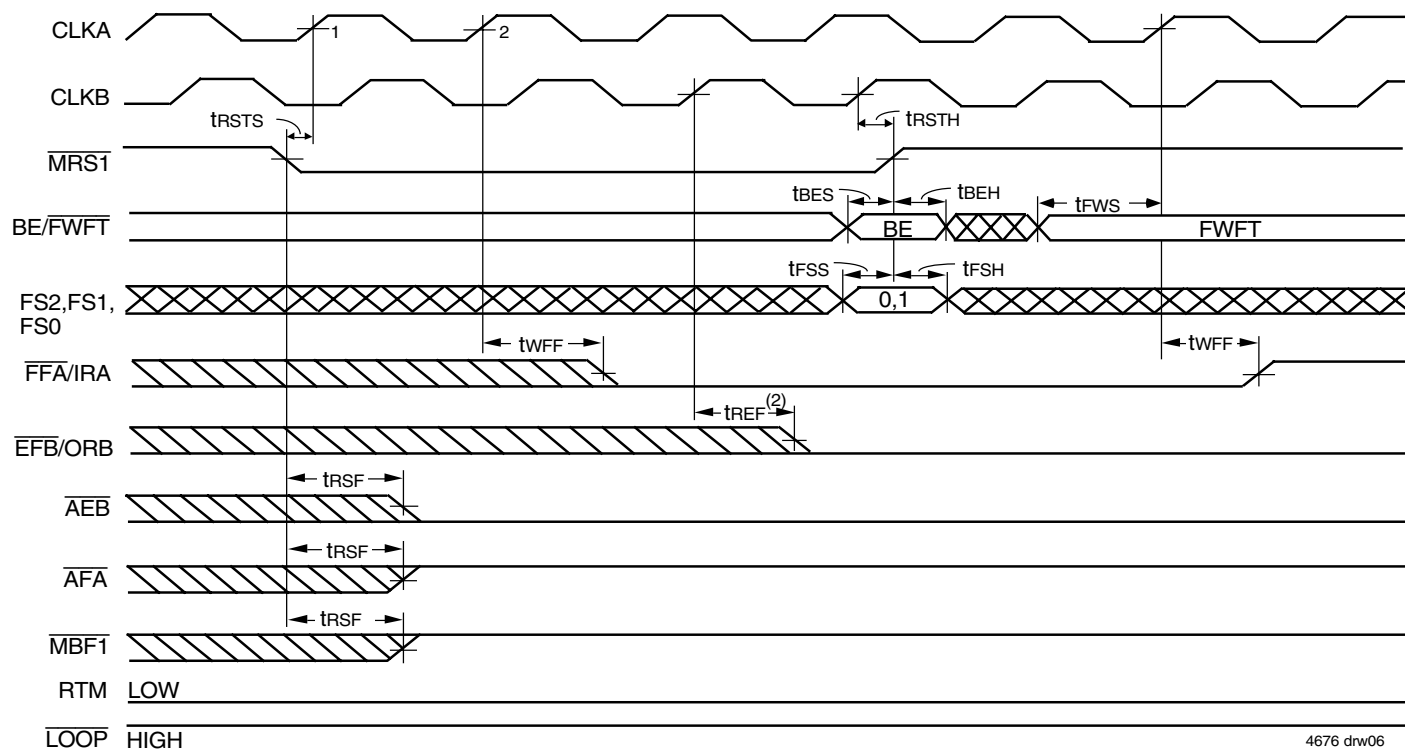 CLKA
1
2
CLKB
tRSTS
tRSTH
MRS1
tBES
tBEH
tFWS
BE/FWFT
BE
FWFT
tFSS
tFSH
FS2,FS1,
FS0
0,1
tWFF
tWFF
FFA/IRA
tREF(2)
EFB/ORB
tRSF
AEB
tRSF
AFA
tRSF
MBF1
RTM LOW
LOOP HIGH
4676 drw06